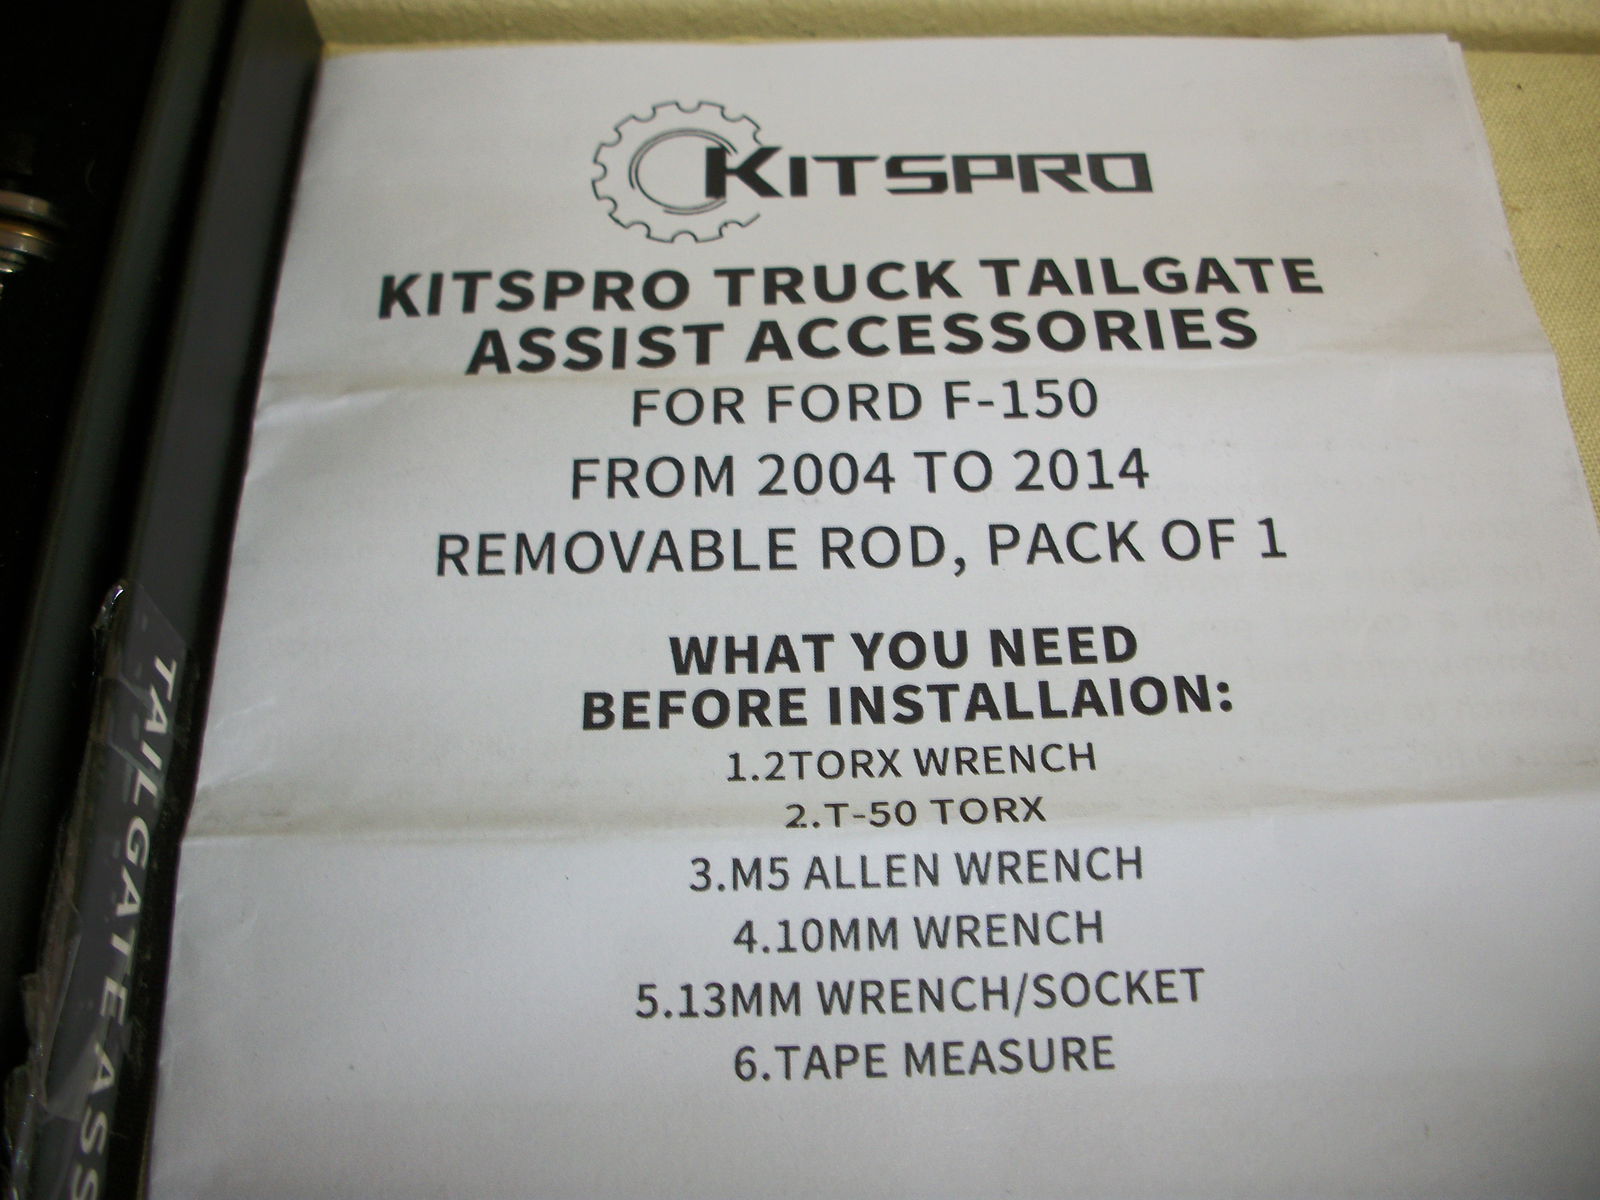 KITSPRO
KITSPRO TRUCK TAILGATE
ASSIST ACCESSORIES
FOR FORD F-150
FROM 2004 TO 2014
REMOVABLE ROD, PACK OF 1
WHAT YOU NEED
BEFORE INSTALLAION:
1.2TORX WRENCH
2.T-50 TORX
3.M5 ALLEN WRENCH
4.10MM WRENCH
5.13MM WRENCH/SOCKET
6.TAPE MEASURE
TAILGATE ASS